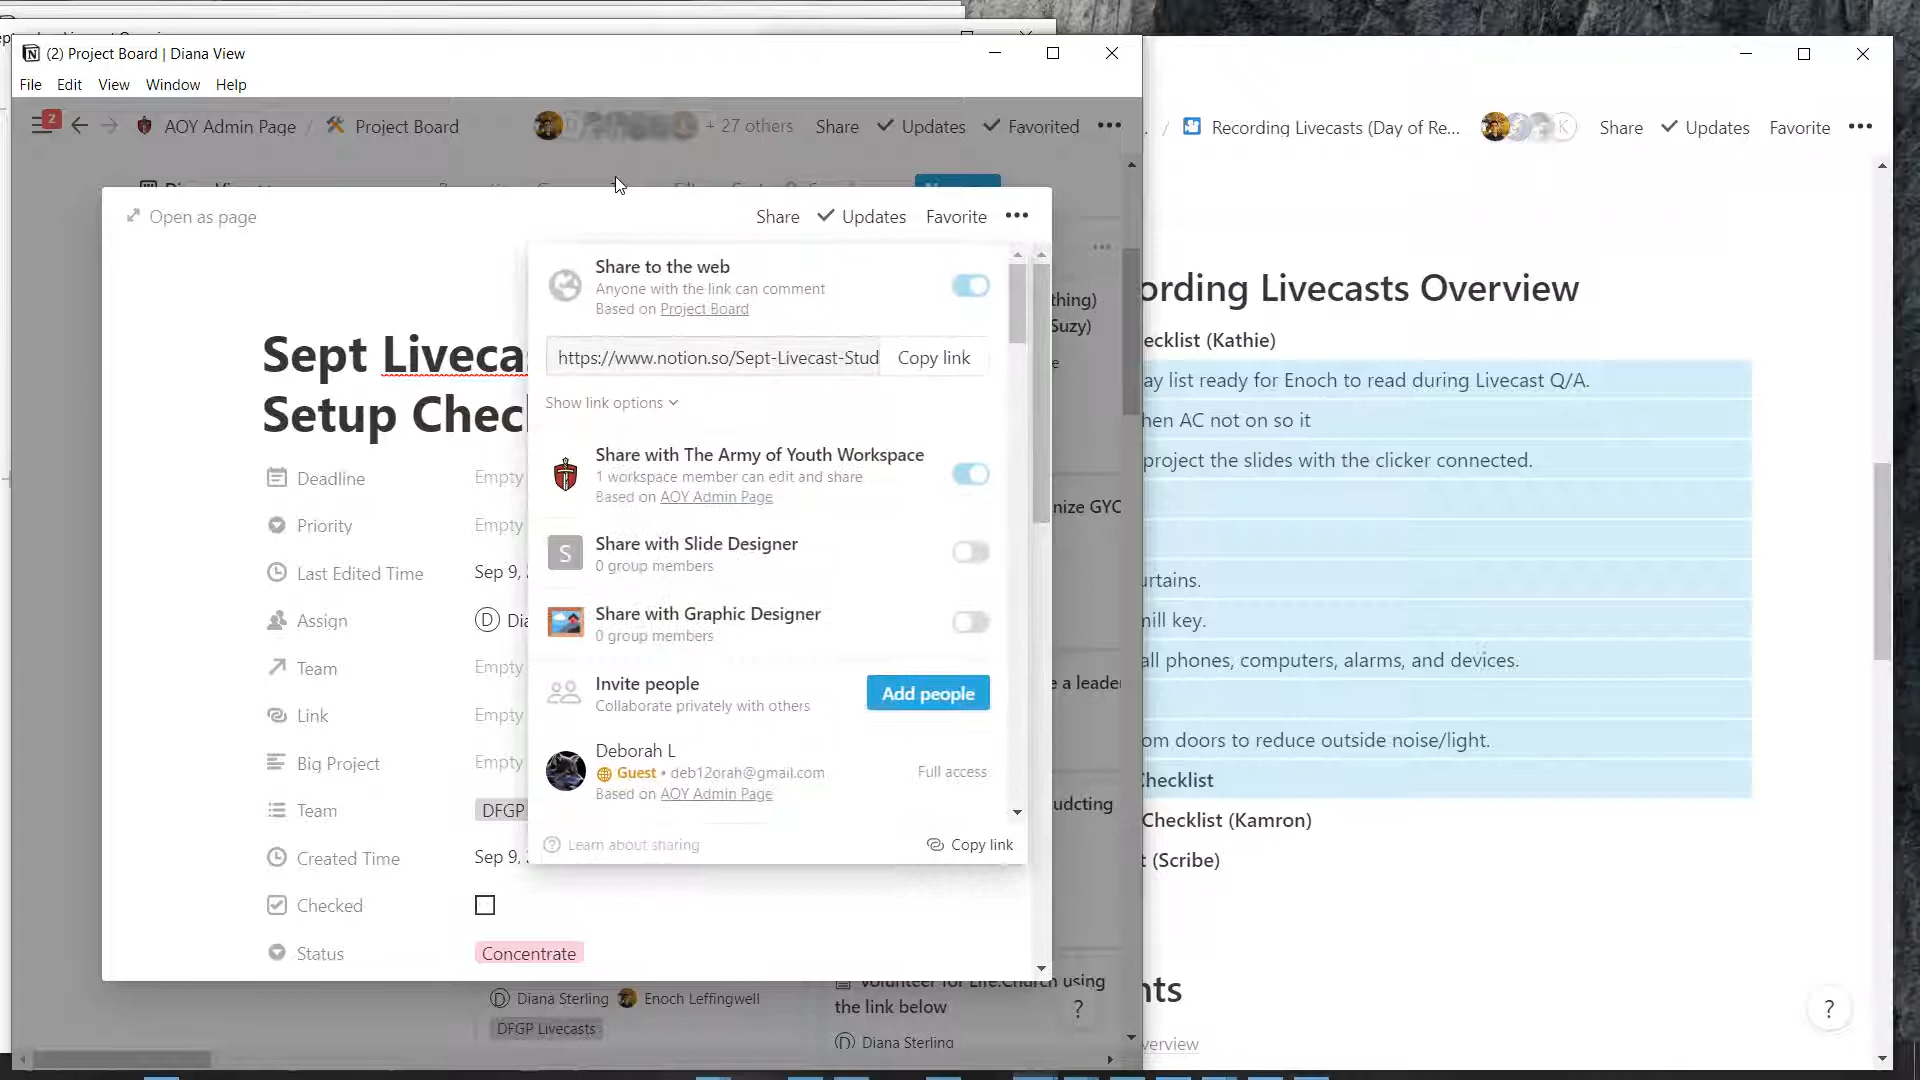 (2) Project Board | Diana View
File Edit View Window Help
2
AOY Admin Page / Project Board
+ 27 others Share Updates Favorited
Open as page
Share Updates Favorite
Sept Liveca
Setup Chec
Deadline Empty
Priority Empty
Last Edited Time Sep 9,
Assign D Dia
Team Empty
Link Empty
Big Project Empty
Team DFGP
Created Time Sep 9,
Checked
Status Concentrate
Share to the web
Anyone with the link can comment
Based on Project Board
https://www.notion.so/Sept-Livecast-Stud Copy link
Show link options
Share with The Army of Youth Workspace
1 workspace member can edit and share
Based on AOY Admin Page
S Share with Slide Designer
0 group members
Share with Graphic Designer
0 group members
Invite people
Collaborate privately with others
Add people
Deborah L
Guest • deb12orah@gmail.com
Full access
Based on AOY Admin Page
Learn about sharing Copy link
thing)
Suzy)
nize GYC
e a leade
udcting
D Diana Sterling Enoch Leffingwell
DFGP Livecasts
Volunteer for Life.Church using
the link below
D Diana Sterling
?
/ Recording Livecasts (Day of Re... K Share Updates Favorite
ording Livecasts Overview
ecklist (Kathie)
ay list ready for Enoch to read during Livecast Q/A.
hen AC not on so it
project the slides with the clicker connected.
urtains.
nill key.
all phones, computers, alarms, and devices.
om doors to reduce outside noise/light.
Checklist
Checklist (Kamron)
t (Scribe)
nts
verview
?